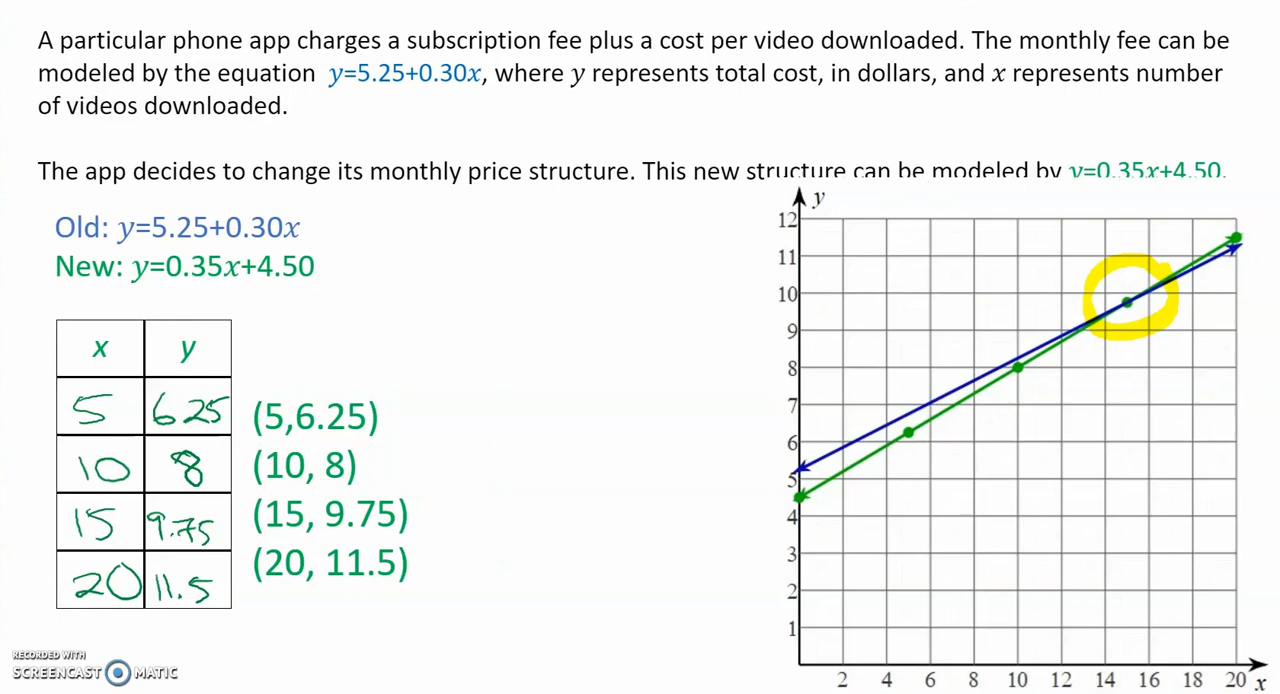 A particular phone app charges a subscription fee plus a cost per video downloaded. The monthly fee can be
modeled by the equation y=5.25+0.30x, where y represents total cost, in dollars, and x represents number
of videos downloaded.
The app decides to change its monthly price structure. This new structure can be modeled by y=0.35x+4.50.
Old: y=5.25+0.30x
New: y=0.35x+4.50
x y
5 6.25
10 8
15 9.75
20 11.5
(5,6.25)
(10, 8)
(15, 9.75)
(20, 11.5)
y
12
11
10
9
8
7
6
5
4
3
2
1
2 4 6 8 10 12 14 16 18 20 x
RECORDED WITH
SCREENCAST MATIC